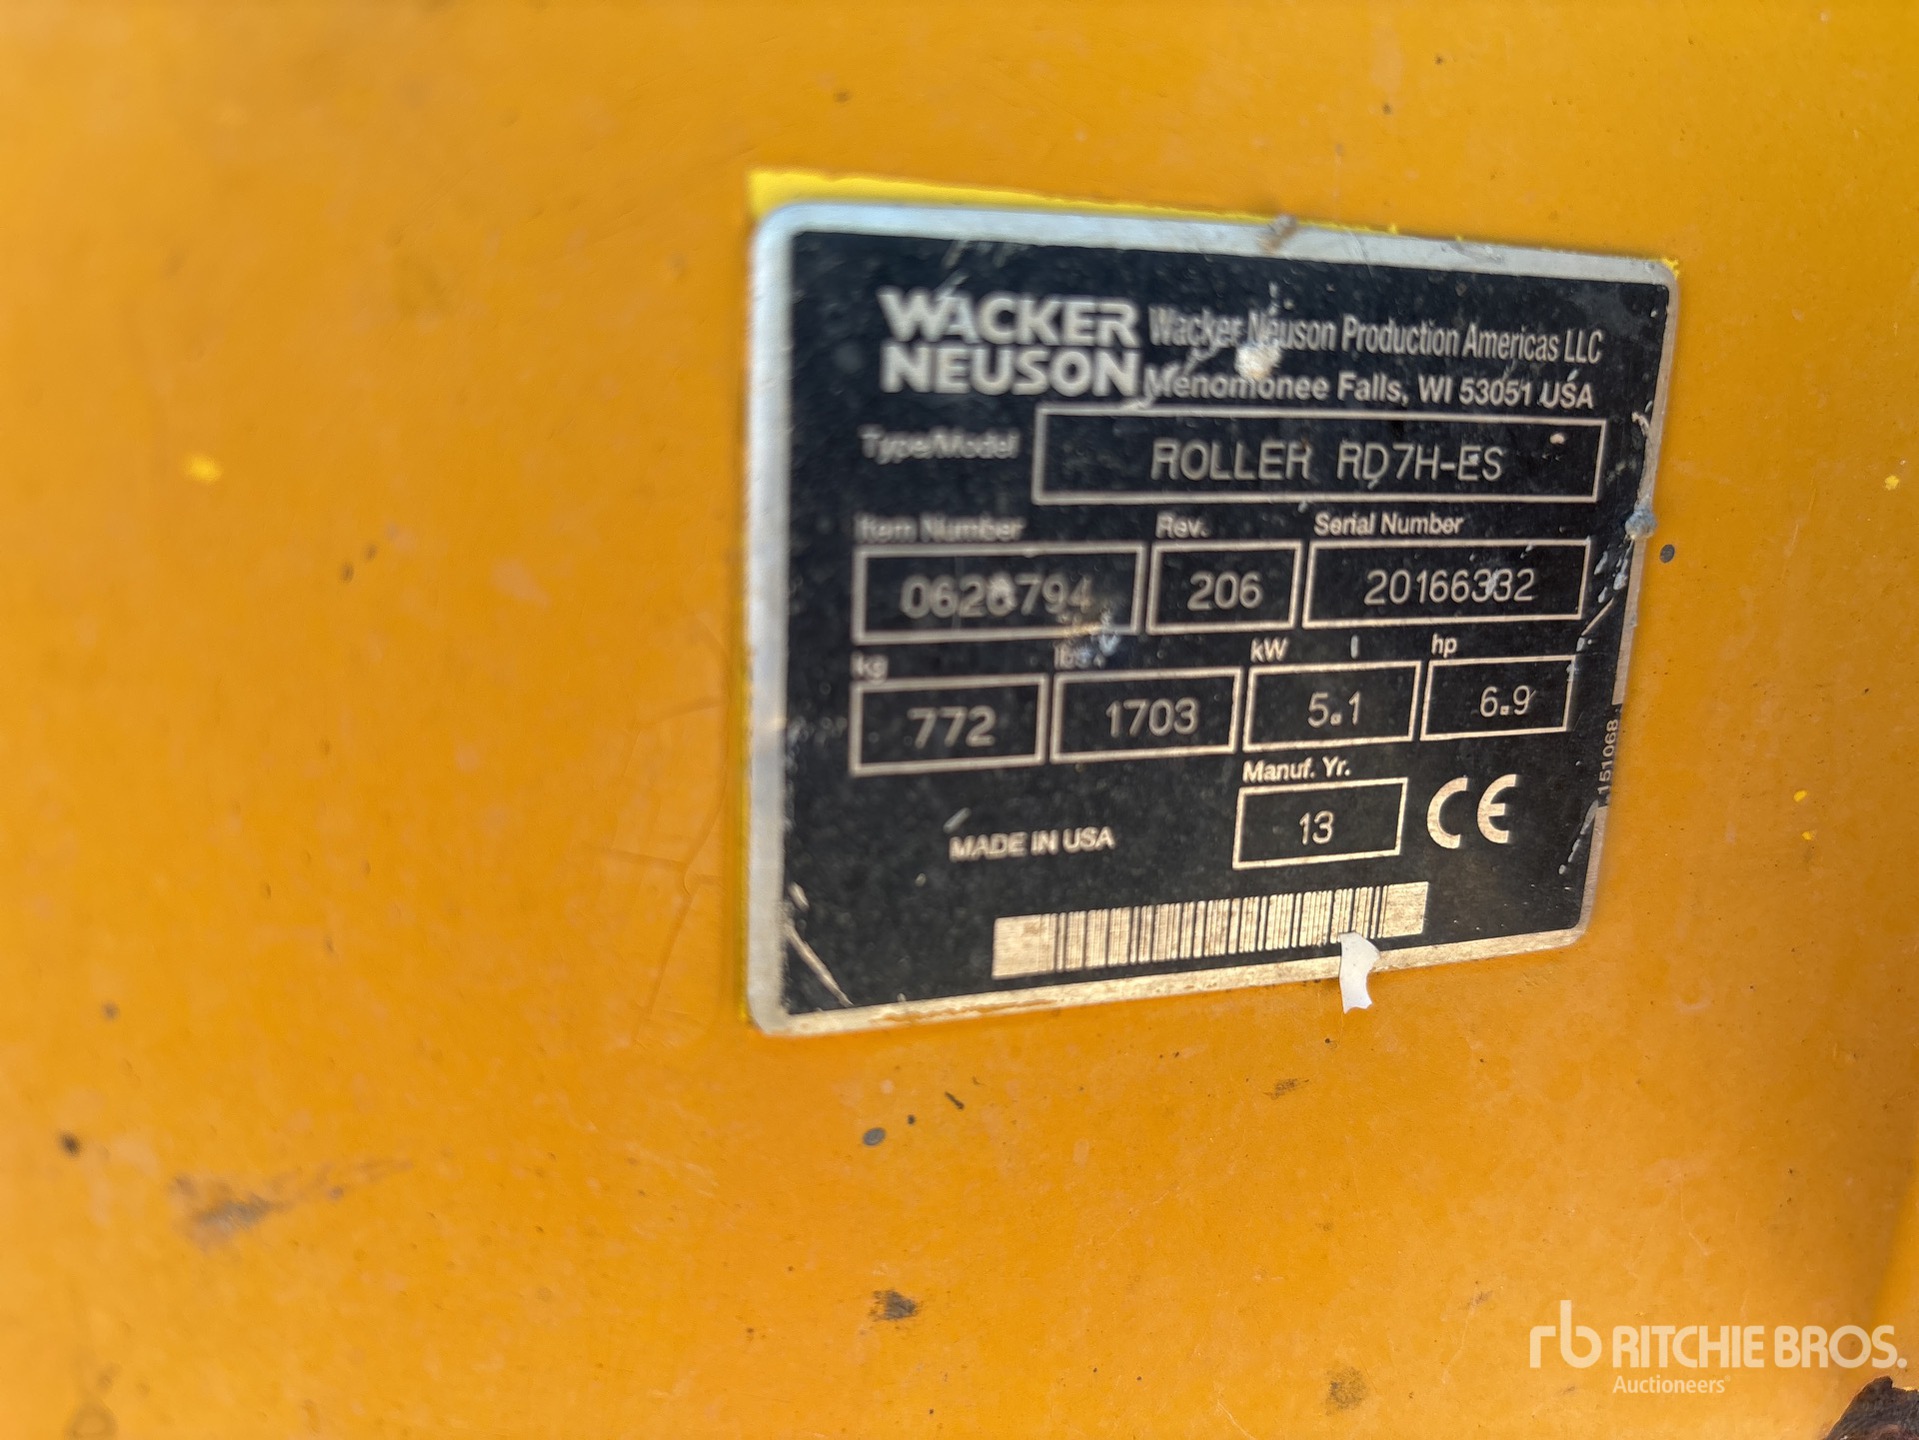 WACKER NEUSON
Wacker Neuson Production Americas LLC
Menomonee Falls, WI 53051 USA
Type/Model ROLLER RD7H-ES
Item Number Rev. Serial Number
0620794 206 20166332
kg lbs kW l hp
772 1703 5.1 6.9
Manuf. Yr.
MADE IN USA 13 CE
151068
rb RITCHIE BROS.
Auctioneers